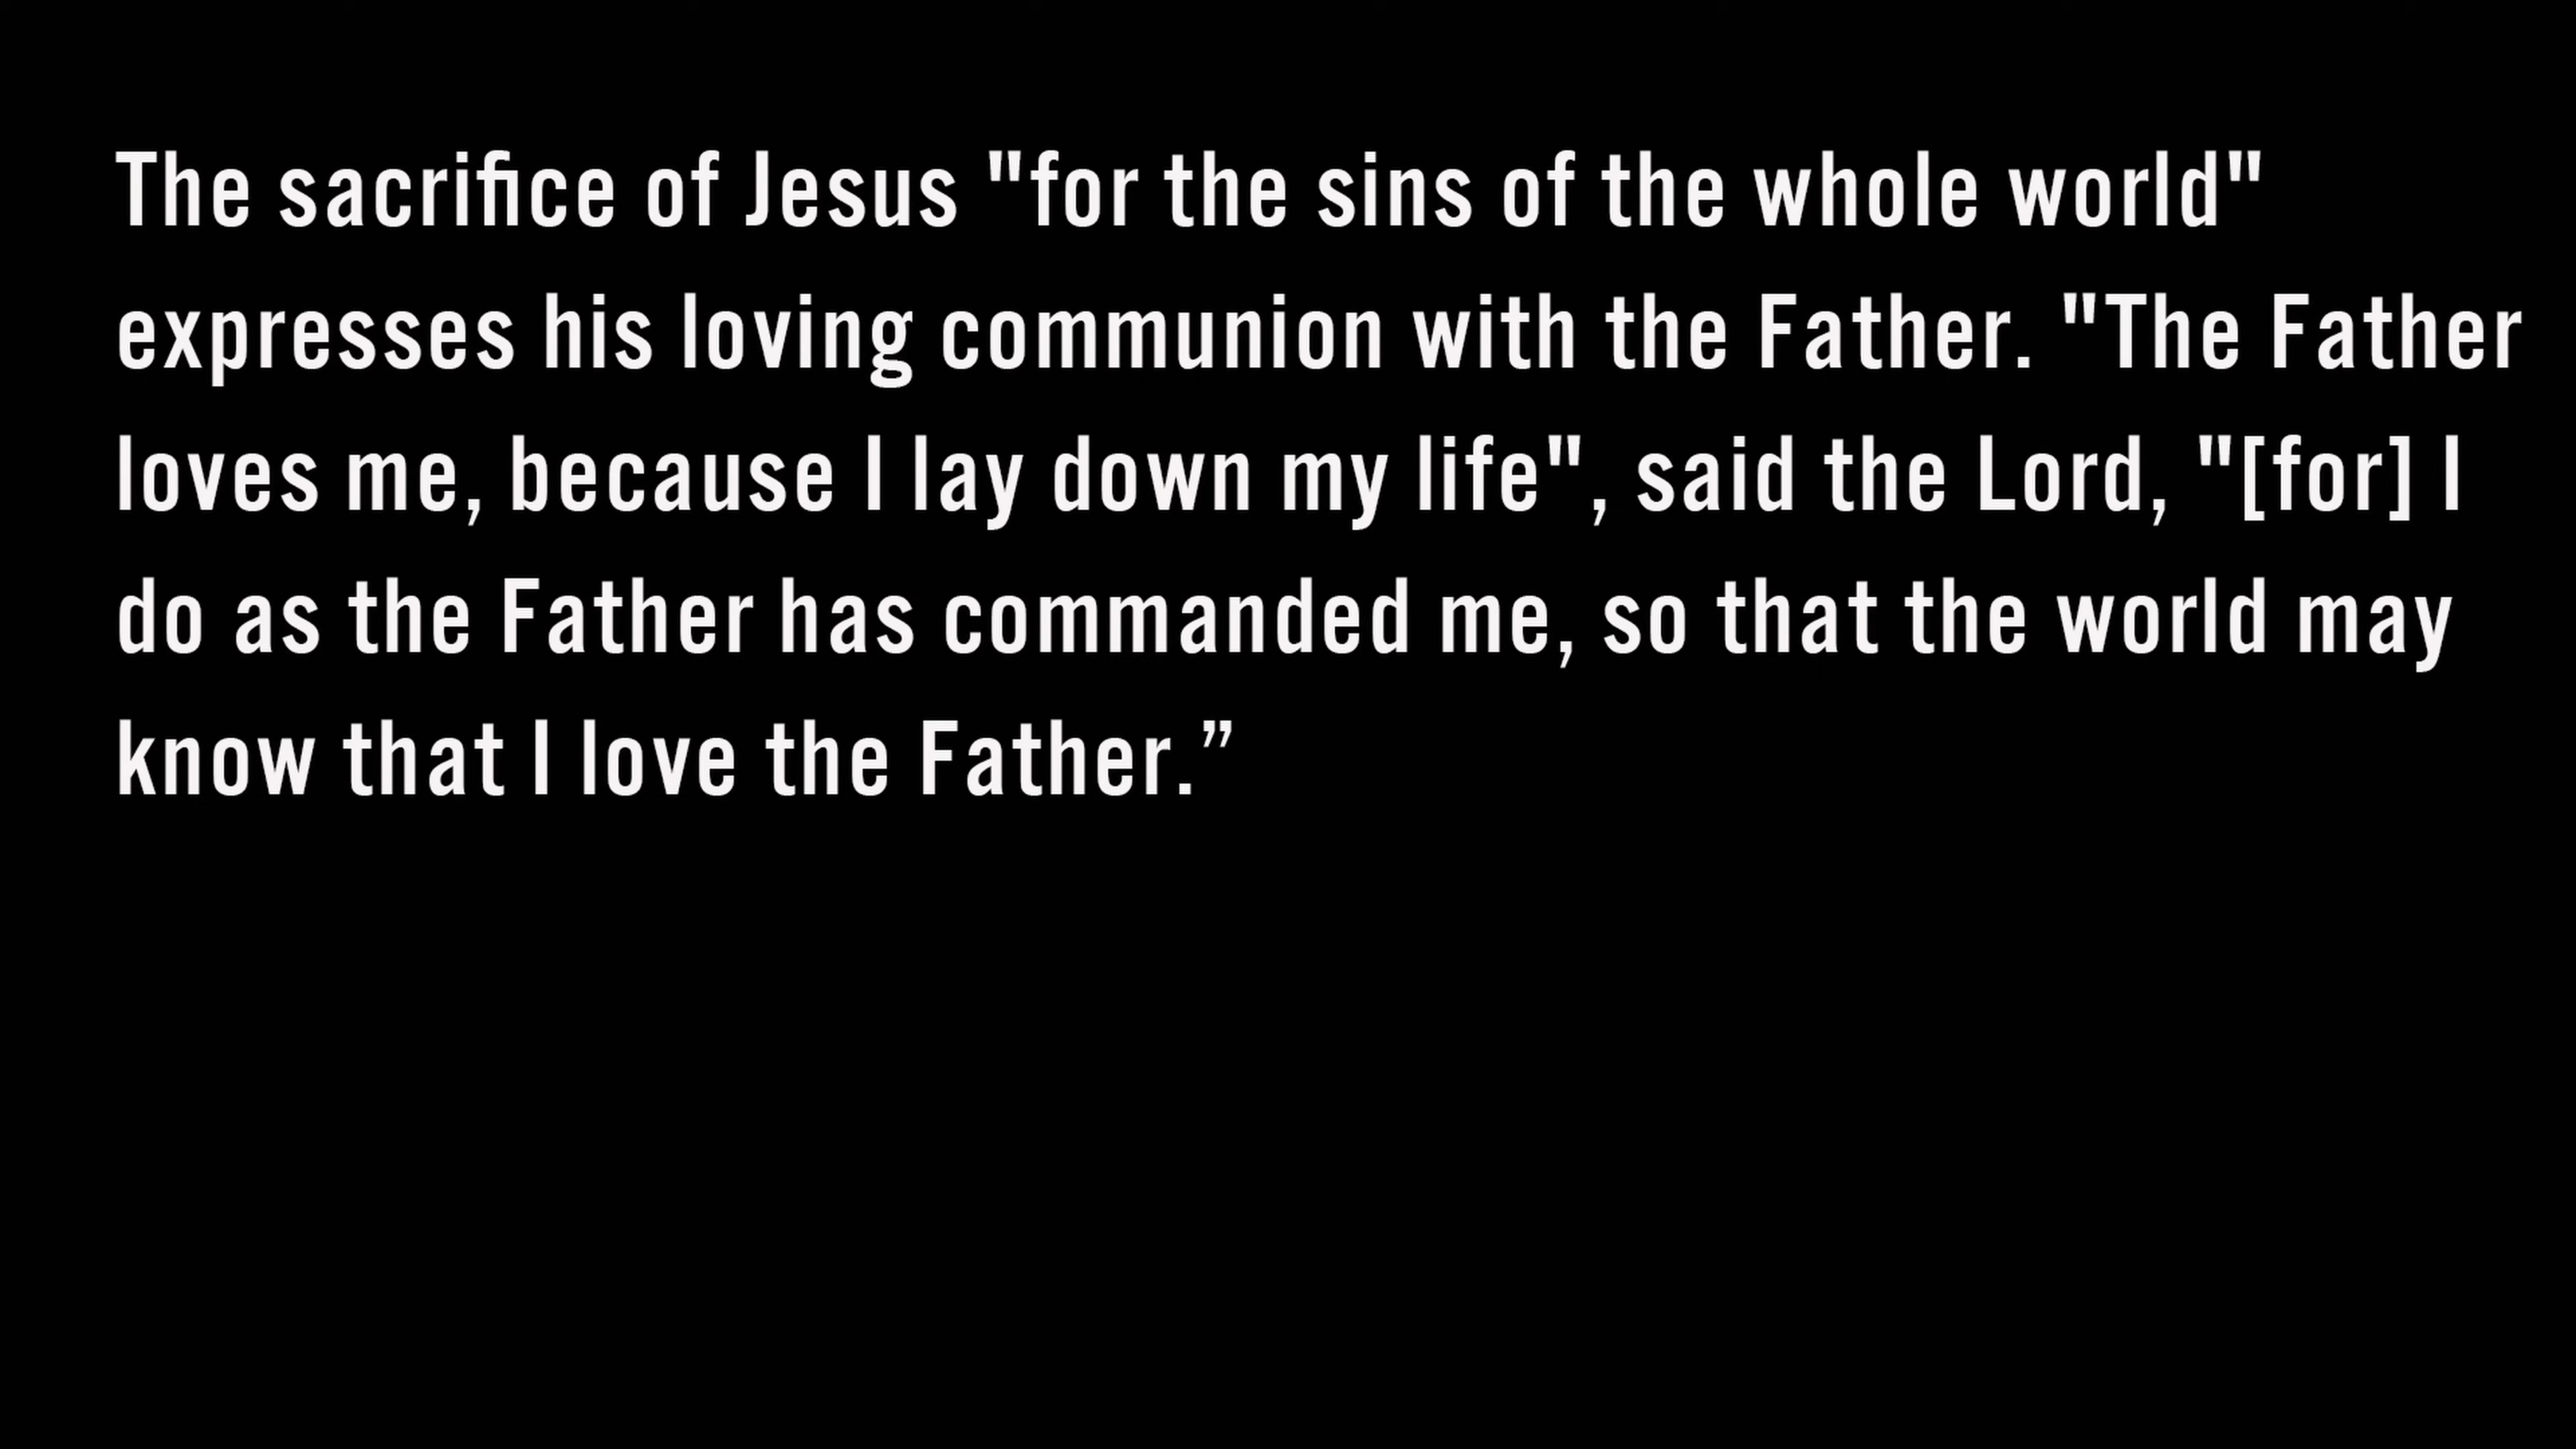 The sacrifice of Jesus "for the sins of the whole world"
expresses his loving communion with the Father. "The Father
loves me, because I lay down my life", said the Lord, "[for] I
do as the Father has commanded me, so that the world may
know that I love the Father.”